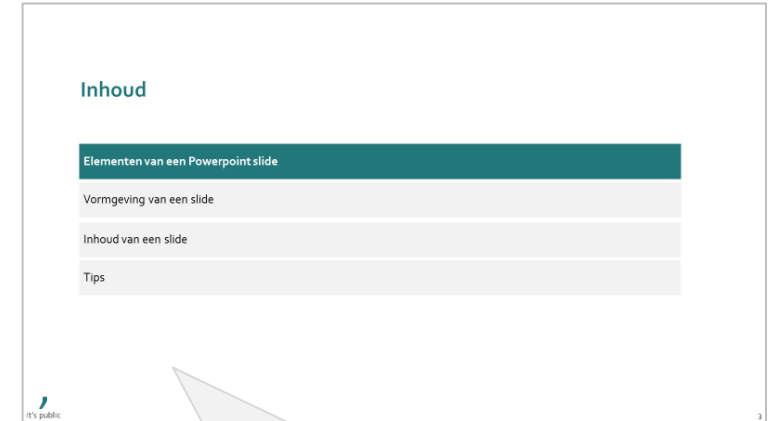 Inhoud
Elementen van een Powerpoint slide
Vormgeving van een slide
Inhoud van een slide
Tips
it's public
3